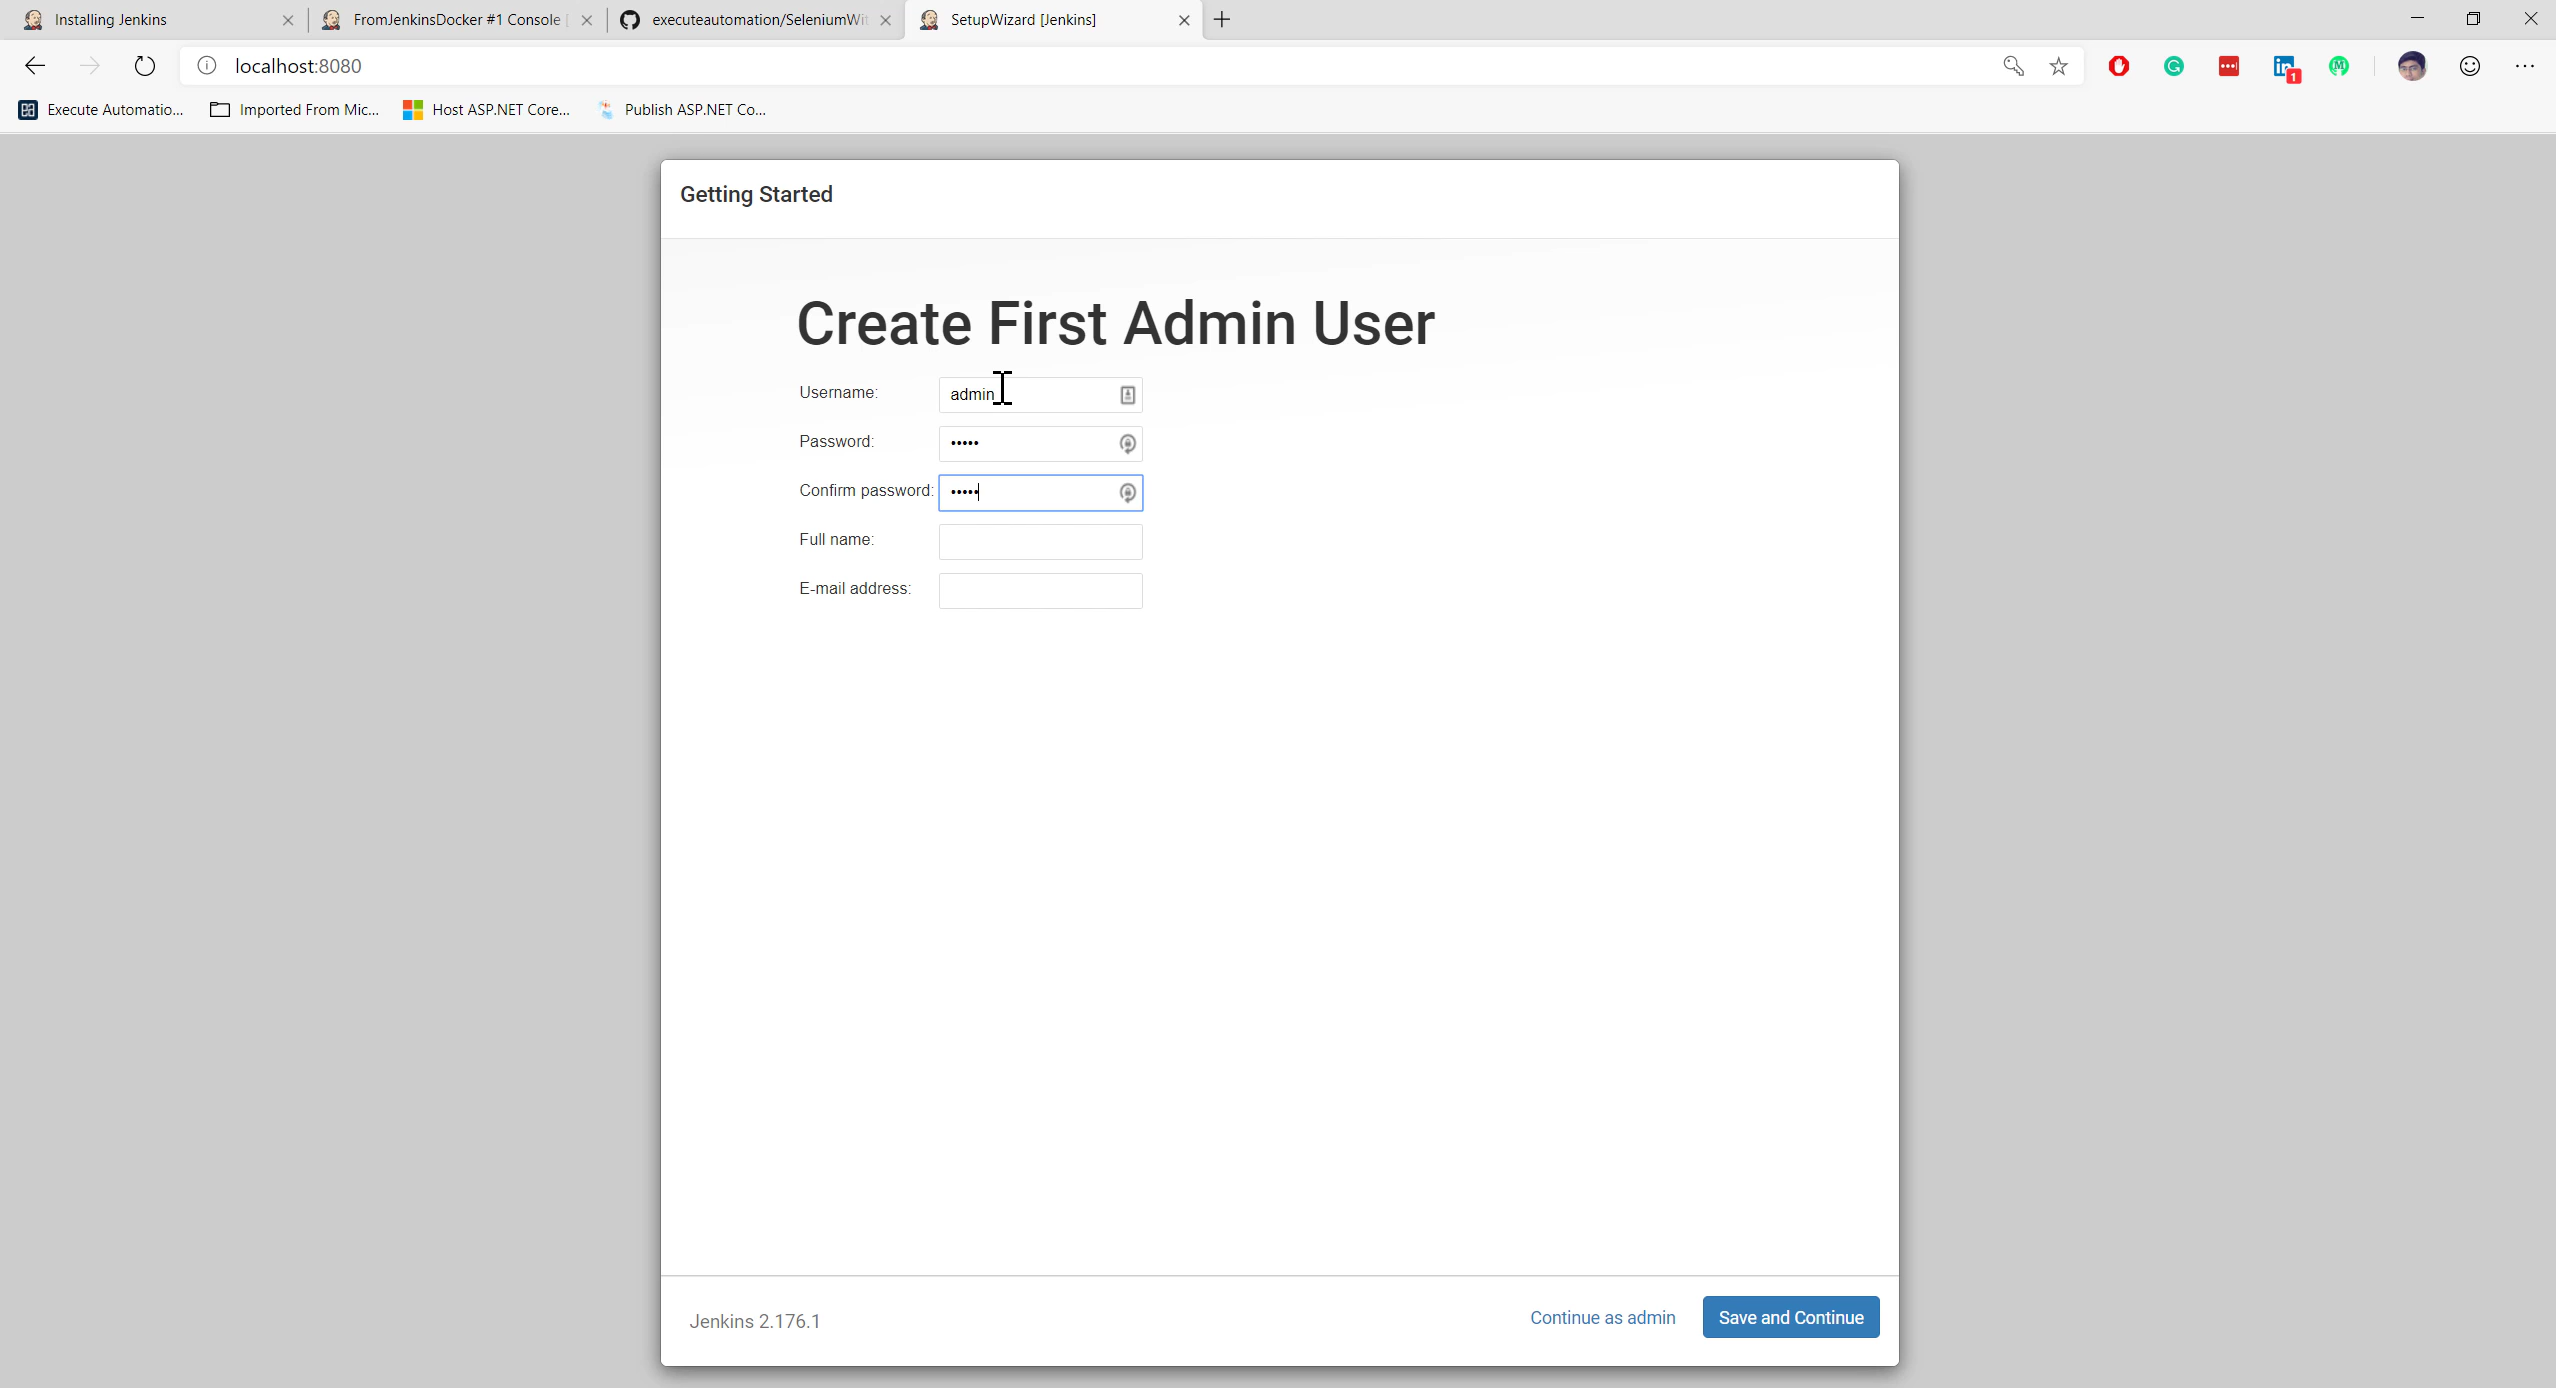 Installing Jenkins
FromJenkinsDocker #1 Console
executeautomation/SeleniumWit
SetupWizard [Jenkins]
localhost:8080
1
Execute Automatio...
Imported From Mic...
Host ASP.NET Core...
Publish ASP.NET Co...
Getting Started
Create First Admin User
Username: admin
Password: •••••
Confirm password: •••••
Full name:
E-mail address:
Jenkins 2.176.1
Continue as admin
Save and Continue